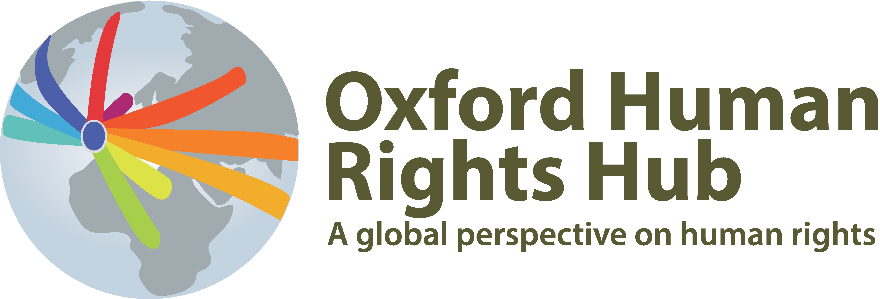 Oxford Human
Rights Hub
A global perspective on human rights